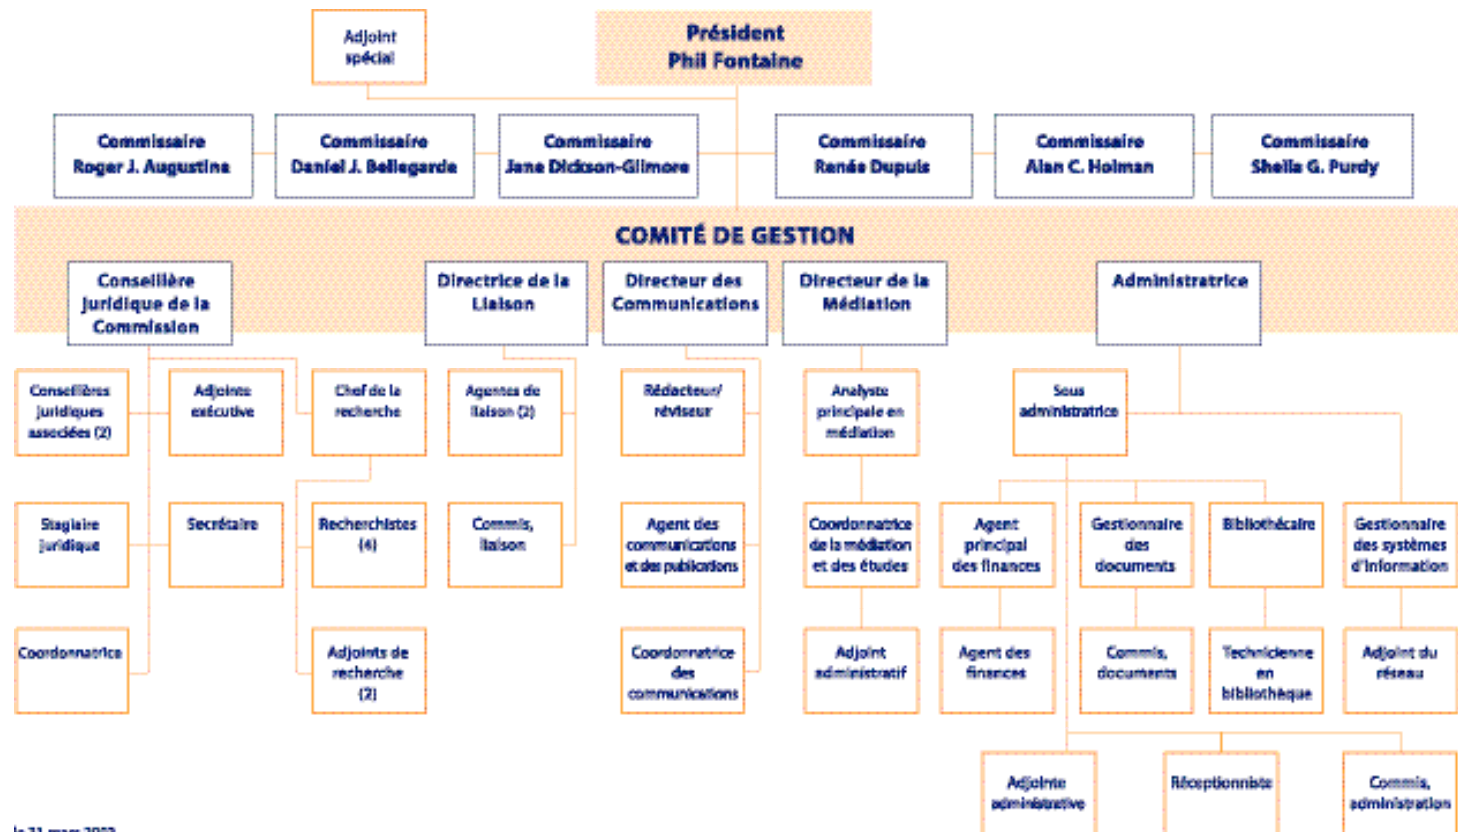 Adjoint
spécial
Président
Phil Fontaine
Commissaire
Roger J. Augustine
Commissaire
Daniel J. Bellegarde
Commissaire
Jane Dickson-Gilmore
Commissaire
Renée Dupuis
Commissaire
Alan C. Holman
Commissaire
Sheila G. Purdy
COMITÉ DE GESTION
Conseillère
juridique de la
Commission
Directrice de la
Liaison
Directeur des
Communications
Directeur de la
Médiation
Administratrice
Conseillères
juridiques
associées (2)
Adjointe
exécutive
Chef de la
recherche
Agentes de
liaison (2)
Rédacteur/
réviseur
Analyste
principale en
médiation
Sous
administratrice
Stagiaire
juridique
Secrétaire
Recherchistes
(4)
Commis,
liaison
Agent des
communications
et des publications
Coordonnatrice
de la médiation
et des études
Agent
principal
des finances
Gestionnaire
des
documents
Bibliothécaire
Gestionnaire
des systèmes
d'information
Coordonnatrice
Adjoints de
recherche
(2)
Coordonnatrice
des
communications
Adjoint
administratif
Agent des
finances
Commis,
documents
Technicienne
en
bibliothèque
Adjoint du
réseau
Adjointe
administrative
Réceptionniste
Commis,
administration